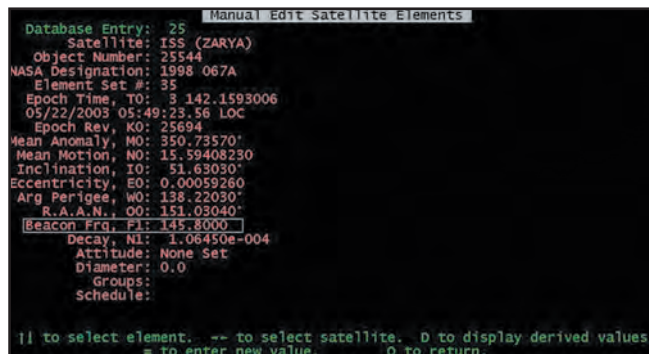 Manual Edit Satellite Elements
Database Entry: 25
Satellite: ISS (ZARYA)
Object Number: 25544
NASA Designation: 1998 067A
Element Set #: 35
Epoch Time, T0: 3 142.1593006
05/22/2003 05:49:23.56 LOC
Epoch Rev, K0: 25694
Mean Anomaly, M0: 350.73570°
Mean Motion, N0: 15.59408230
Inclination, I0: 51.63030°
Eccentricity, E0: 0.00059260
Arg Perigee, W0: 138.22030°
R.A.A.N., O0: 151.03040°
Beacon Frq, F1: 145.8000
Decay, N1: 1.06450e-004
Attitude: None Set
Diameter: 0.0
Groups:
Schedule:
to select element. to select satellite. D to display derived values
= to enter new value. Q to return.